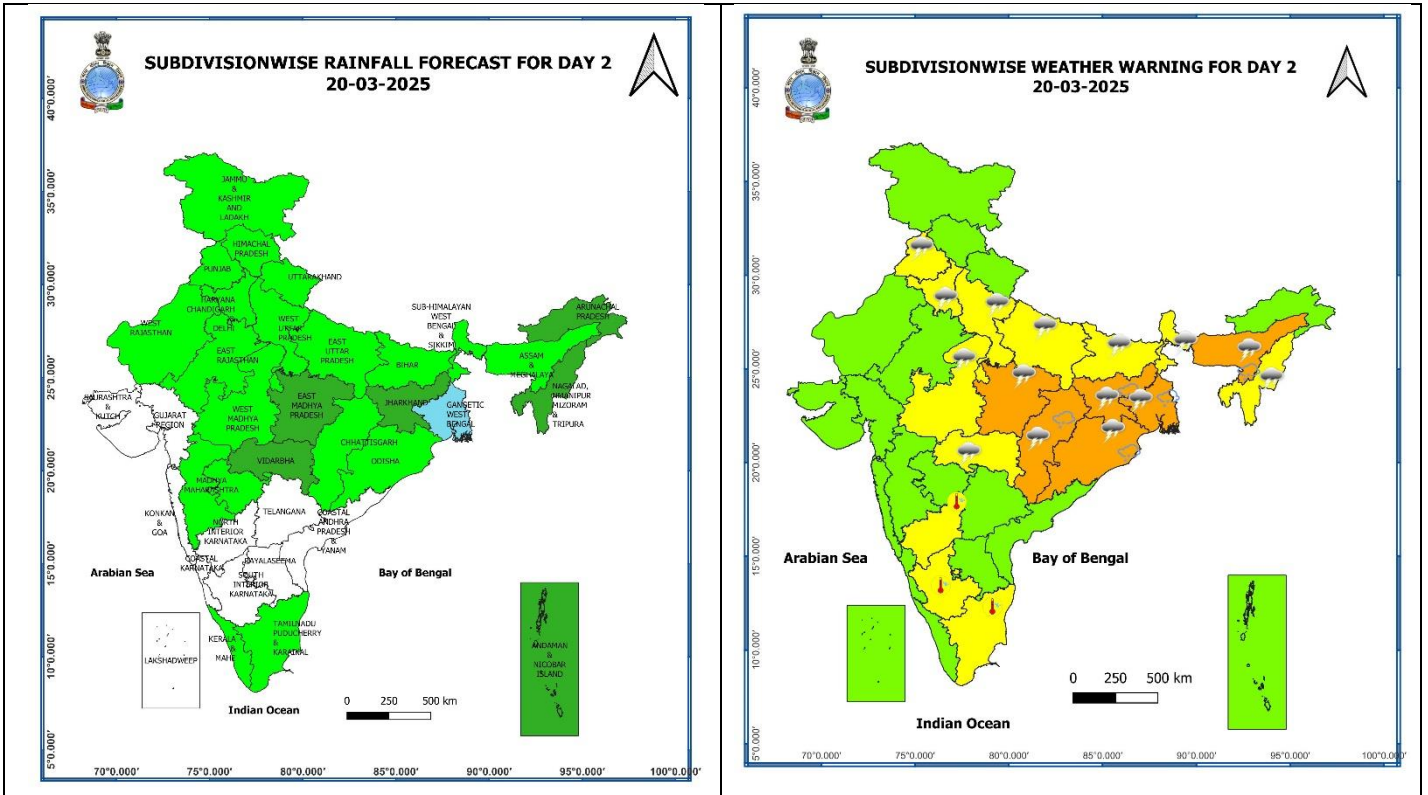 SUBDIVISIONWISE RAINFALL FORECAST FOR DAY 2
20-03-2025
40°0.000'
35°0.000'
30°0.000'
25°0.000'
20°0.000'
15°0.000'
10°0.000'
5°0.000'
JAMMU
&
KASHMIR
AND
LADAKH
HIMACHAL
PRADESH
PUNJAB
UTTARAKHAND
HARYANA
CHANDIGARH
&
DELHI
WEST
RAJASTHAN
WEST
UTTAR
PRADESH
EAST
RAJASTHAN
EAST
UTTAR
PRADESH
SUB-HIMALAYAN
WEST
BENGAL
&
SIKKIM
ARUNACHAL
PRADESH
ASSAM
&
MEGHALAYA
BIHAR
NAGALAD,
MANIPUR
MIZORAM
&
TRIPURA
SAURASHTRA
&
KUTCH
GUJARAT
REGION
WEST
MADHYA
PRADESH
EAST
MADHYA
PRADESH
JHARKHAND
GANGETIC
WEST
BENGAL
CHHATTISGARH
ODISHA
VIDARBHA
MADHYA
MAHARASHTRA
KONKAN
&
GOA
TELANGANA
NORTH
INTERIOR
KARNATAKA
COASTAL
ANDHRA
PRADESH
&
YANAM
COASTAL
KARNATAKA
RAYALASEEMA
SOUTH
INTERIOR
KARNATAKA
Arabian Sea
Bay of Bengal
TAMILNADU
PUDUCHERRY
&
KARAIKAL
KERALA
&
MAHE
LAKSHADWEEP
ANDAMAN
&
NICOBAR
ISLAND
0 250 500 km
Indian Ocean
70°0.000' 75°0.000' 80°0.000' 85°0.000' 90°0.000' 95°0.000' 100°0.000'
SUBDIVISIONWISE WEATHER WARNING FOR DAY 2
20-03-2025
40°0.000'
35°0.000'
30°0.000'
25°0.000'
20°0.000'
15°0.000'
10°0.000'
5°0.000'
Arabian Sea
Bay of Bengal
0 250 500 km
Indian Ocean
70°0.000' 75°0.000' 80°0.000' 85°0.000' 90°0.000' 95°0.000' 100°0.000'